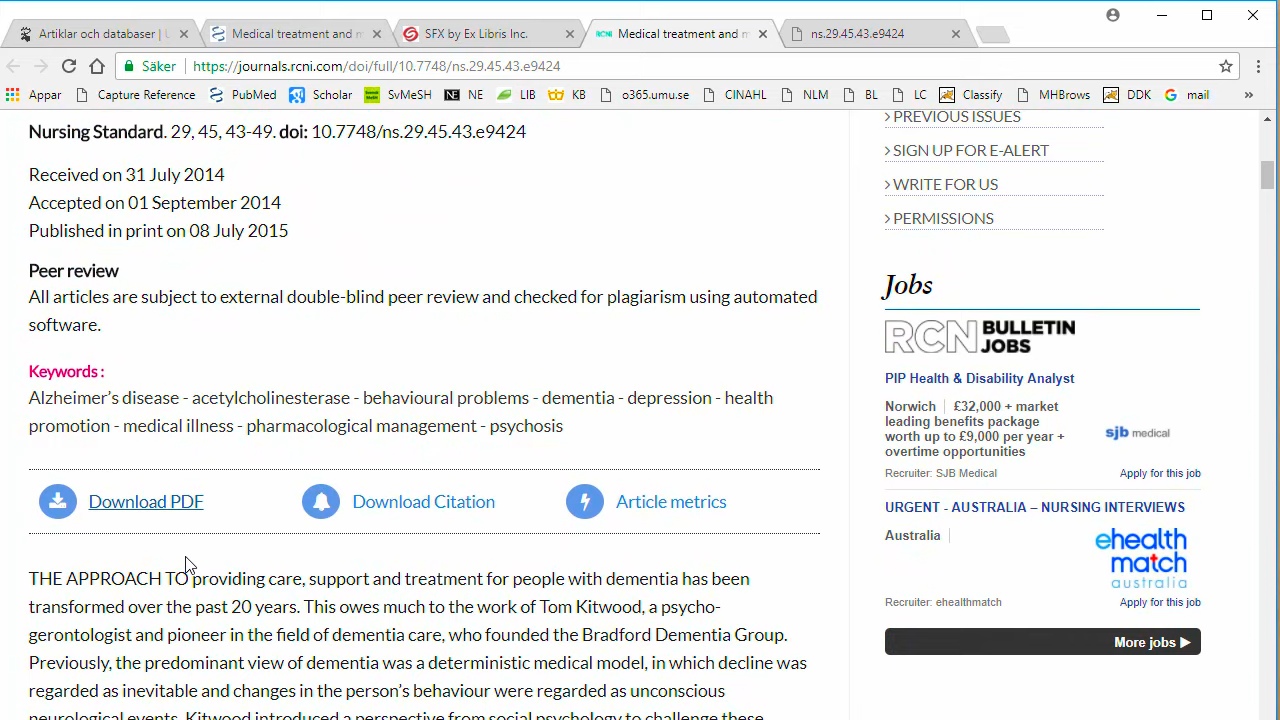 Artiklar och databaser | 
Medical treatment and m
SFX by Ex Libris Inc.
Medical treatment and m
ns.29.45.43.e9424
Säker
https://journals.rcni.com/doi/full/10.7748/ns.29.45.43.e9424
Appar
Capture Reference
PubMed
Scholar
SvMeSH
NE
NE
LIB
KB
o365.umu.se
CINAHL
NLM
BL
LC
Classify
MHBrows
DDK
mail
»
Nursing Standard. 29, 45, 43-49. doi: 10.7748/ns.29.45.43.e9424
Received on 31 July 2014
Accepted on 01 September 2014
Published in print on 08 July 2015
Peer review
All articles are subject to external double-blind peer review and checked for plagiarism using automated
software.
Keywords :
Alzheimer’s disease - acetylcholinesterase - behavioural problems - dementia - depression - health
promotion - medical illness - pharmacological management - psychosis
Download PDF
Download Citation
Article metrics
THE APPROACH TO providing care, support and treatment for people with dementia has been
transformed over the past 20 years. This owes much to the work of Tom Kitwood, a psycho-
gerontologist and pioneer in the field of dementia care, who founded the Bradford Dementia Group.
Previously, the predominant view of dementia was a deterministic medical model, in which decline was
regarded as inevitable and changes in the person’s behaviour were regarded as unconscious
neurological events. Kitwood introduced a perspective from social psychology to challenge these
PREVIOUS ISSUES
SIGN UP FOR E-ALERT
WRITE FOR US
PERMISSIONS
Jobs
RCN BULLETIN
JOBS
PIP Health & Disability Analyst
Norwich | £32,000 + market
leading benefits package
worth up to £9,000 per year +
overtime opportunities
sjb medical
Recruiter: SJB Medical
Apply for this job
URGENT - AUSTRALIA – NURSING INTERVIEWS
Australia
ehealth
match
australia
Recruiter: ehealthmatch
Apply for this job
More jobs